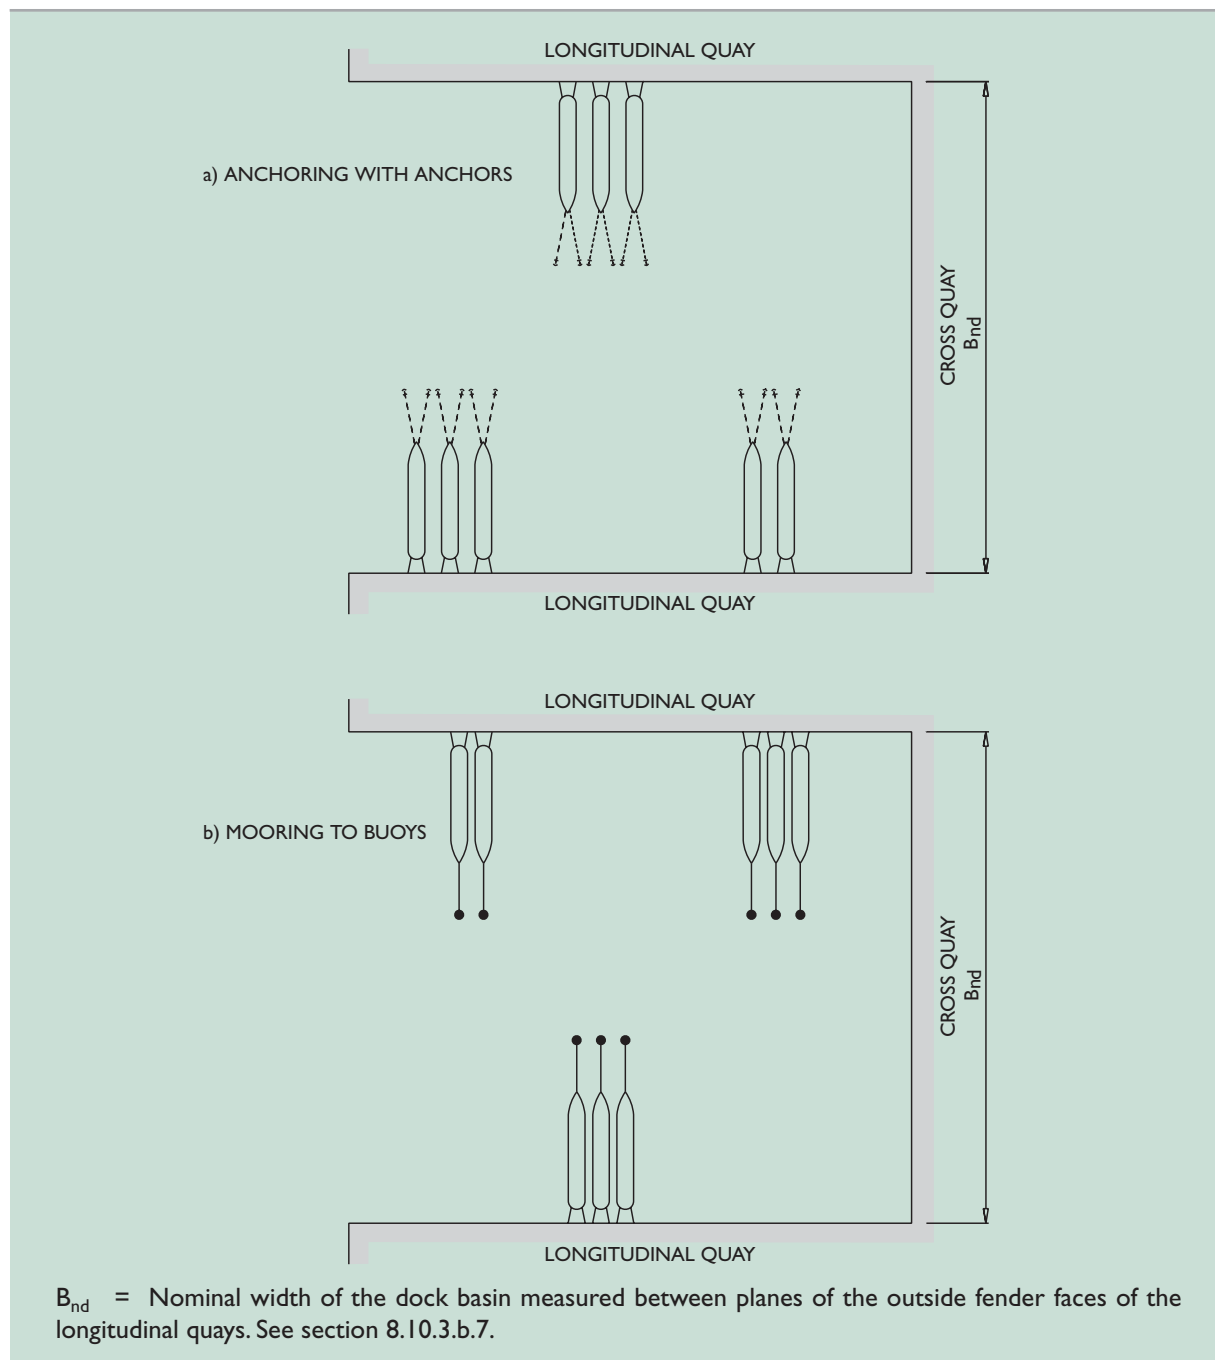 LONGITUDINAL QUAY
a) ANCHORING WITH ANCHORS
CROSS QUAY
Bnd
LONGITUDINAL QUAY
LONGITUDINAL QUAY
b) MOORING TO BUOYS
CROSS QUAY
Bnd
LONGITUDINAL QUAY
Bnd = Nominal width of the dock basin measured between planes of the outside fender faces of the
longitudinal quays. See section 8.10.3.b.7.